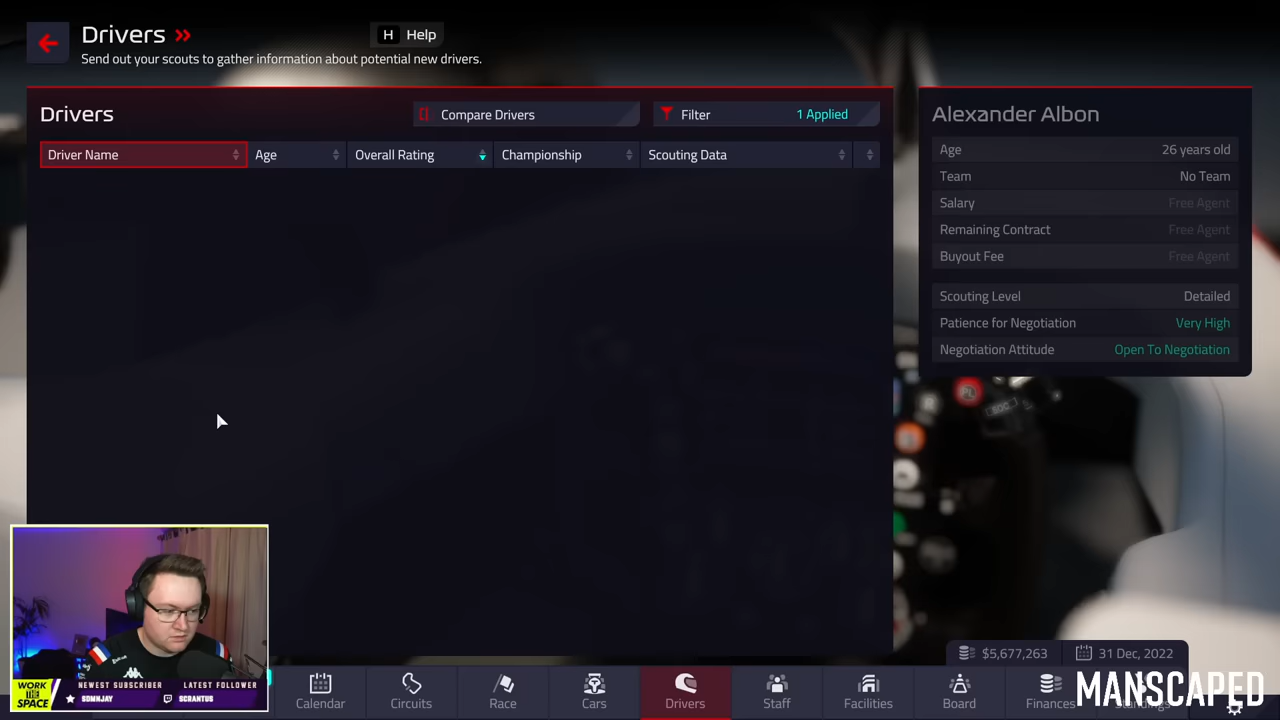 Drivers
H Help
Send out your scouts to gather information about potential new drivers.
Drivers
Compare Drivers
Filter 1 Applied
Driver Name Age Overall Rating Championship Scouting Data
Alexander Albon
Age 26 years old
Team No Team
Salary Free Agent
Remaining Contract Free Agent
Buyout Fee Free Agent
Scouting Level Detailed
Patience for Negotiation Very High
Negotiation Attitude Open To Negotiation
$5,677,263 31 Dec, 2022
WORK THE SPACE
NEWEST SUBSCRIBER LATEST FOLLOWER
SDMNJAY SCRANTUS
Calendar Circuits Race Cars Drivers Staff Facilities Board Finances
MANSCAPED